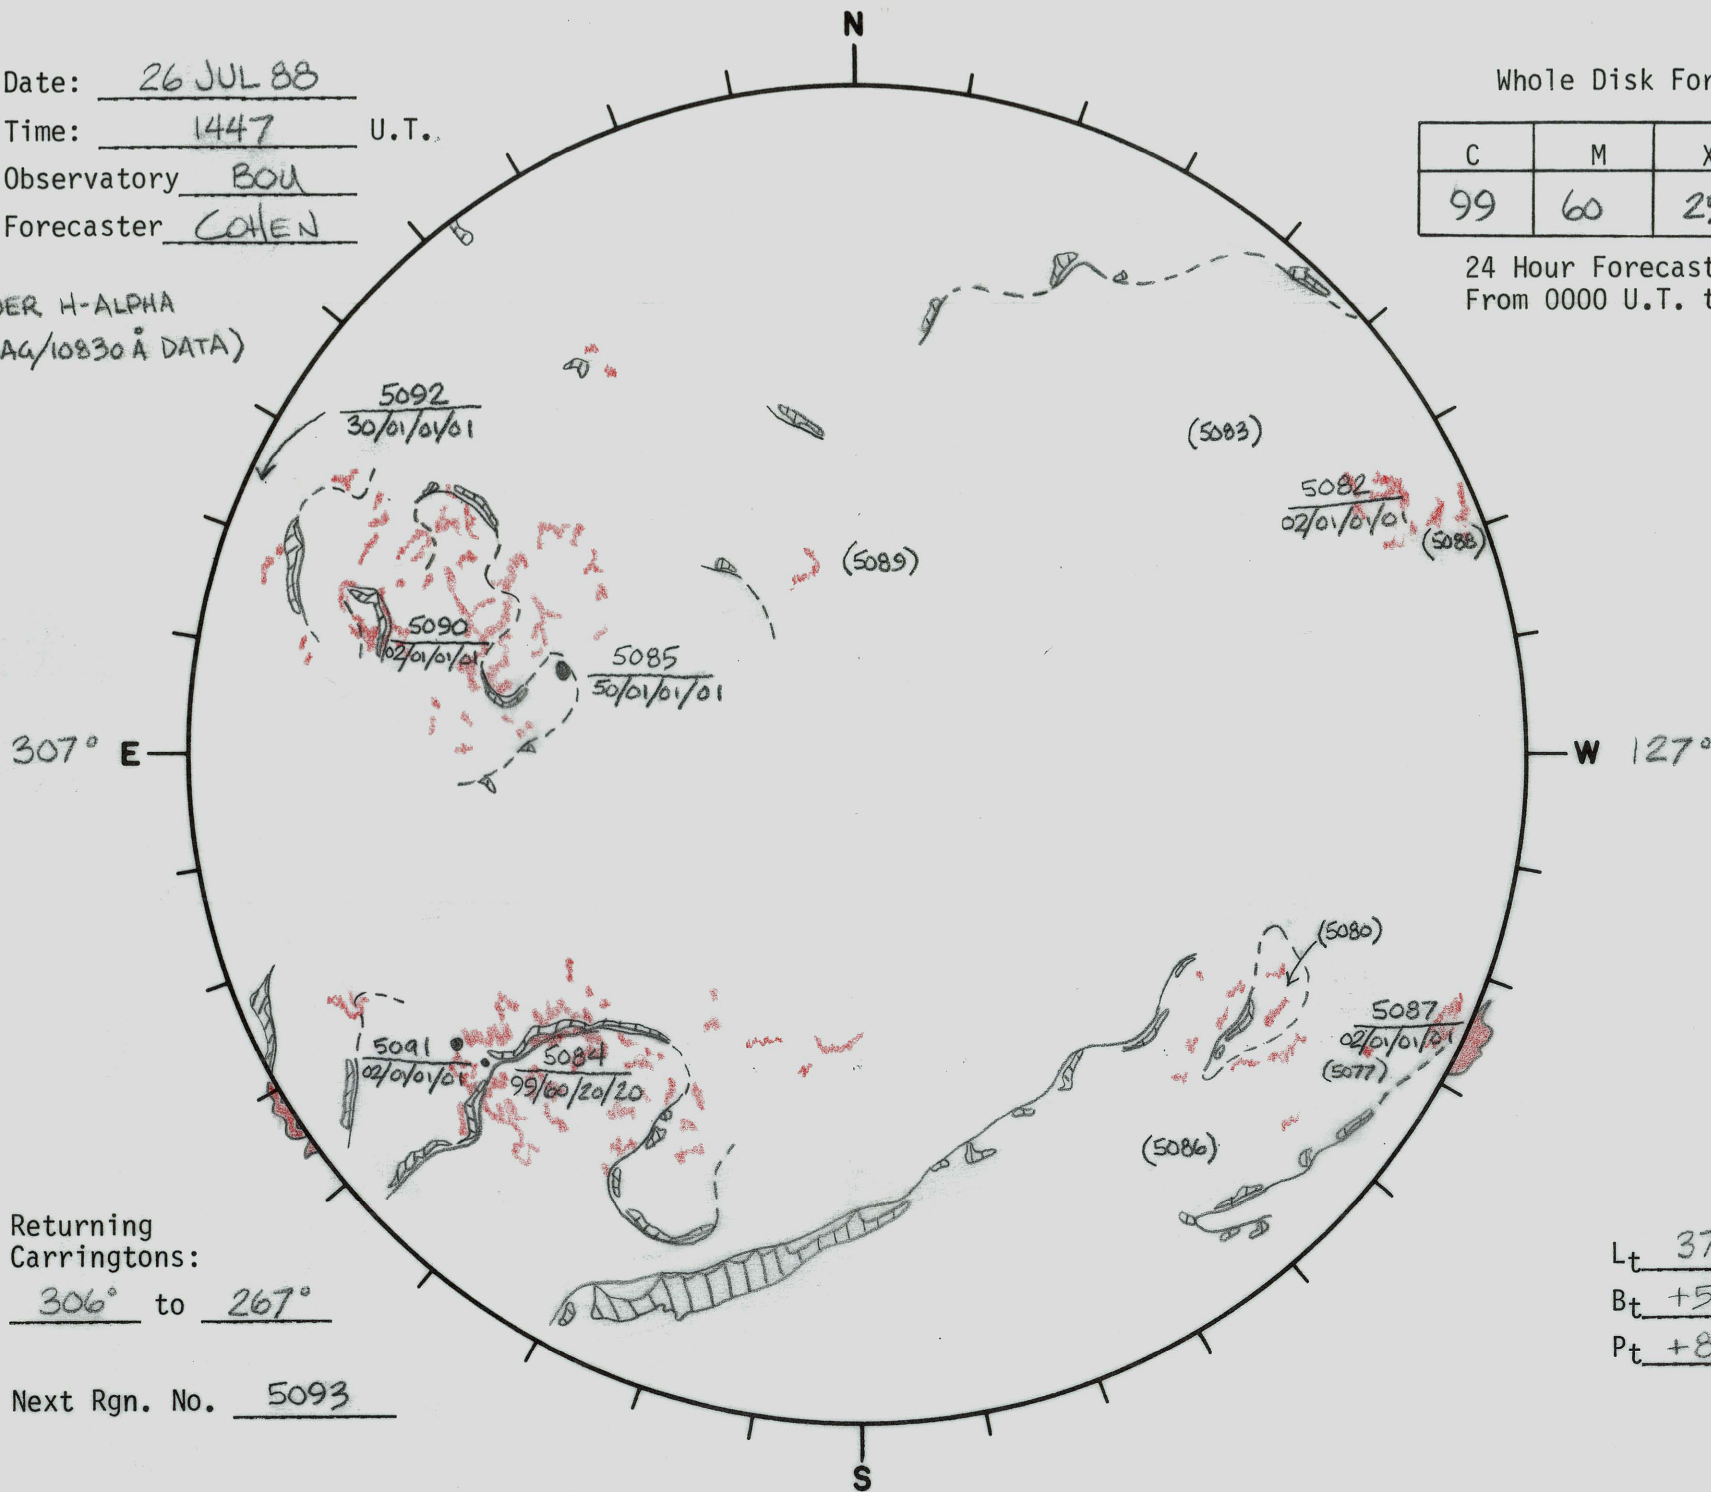 N
Date: 26 JUL 88
Time: 1447 U.T.
Observatory BOU
Forecaster COHEN
H-ALPHA
10830 Å DATA)
Whole Disk
C M X
99 60
24 Hour Forecast
From 0000 U.T.
5092
30/01/01/01
(5083)
5082
02/01/01/01
(5088)
(5089)
5090
02/01/01/01
5085
50/01/01/01
307° E
W 127°
(5080)
5087
02/01/01/01
(5077)
5091
02/0/01/01
5084
99/60/20/20
(5086)
Returning
Carringtons:
306° to 267°
Next Rgn. No. 5093
Lt 37
Bt +5
Pt +8
S